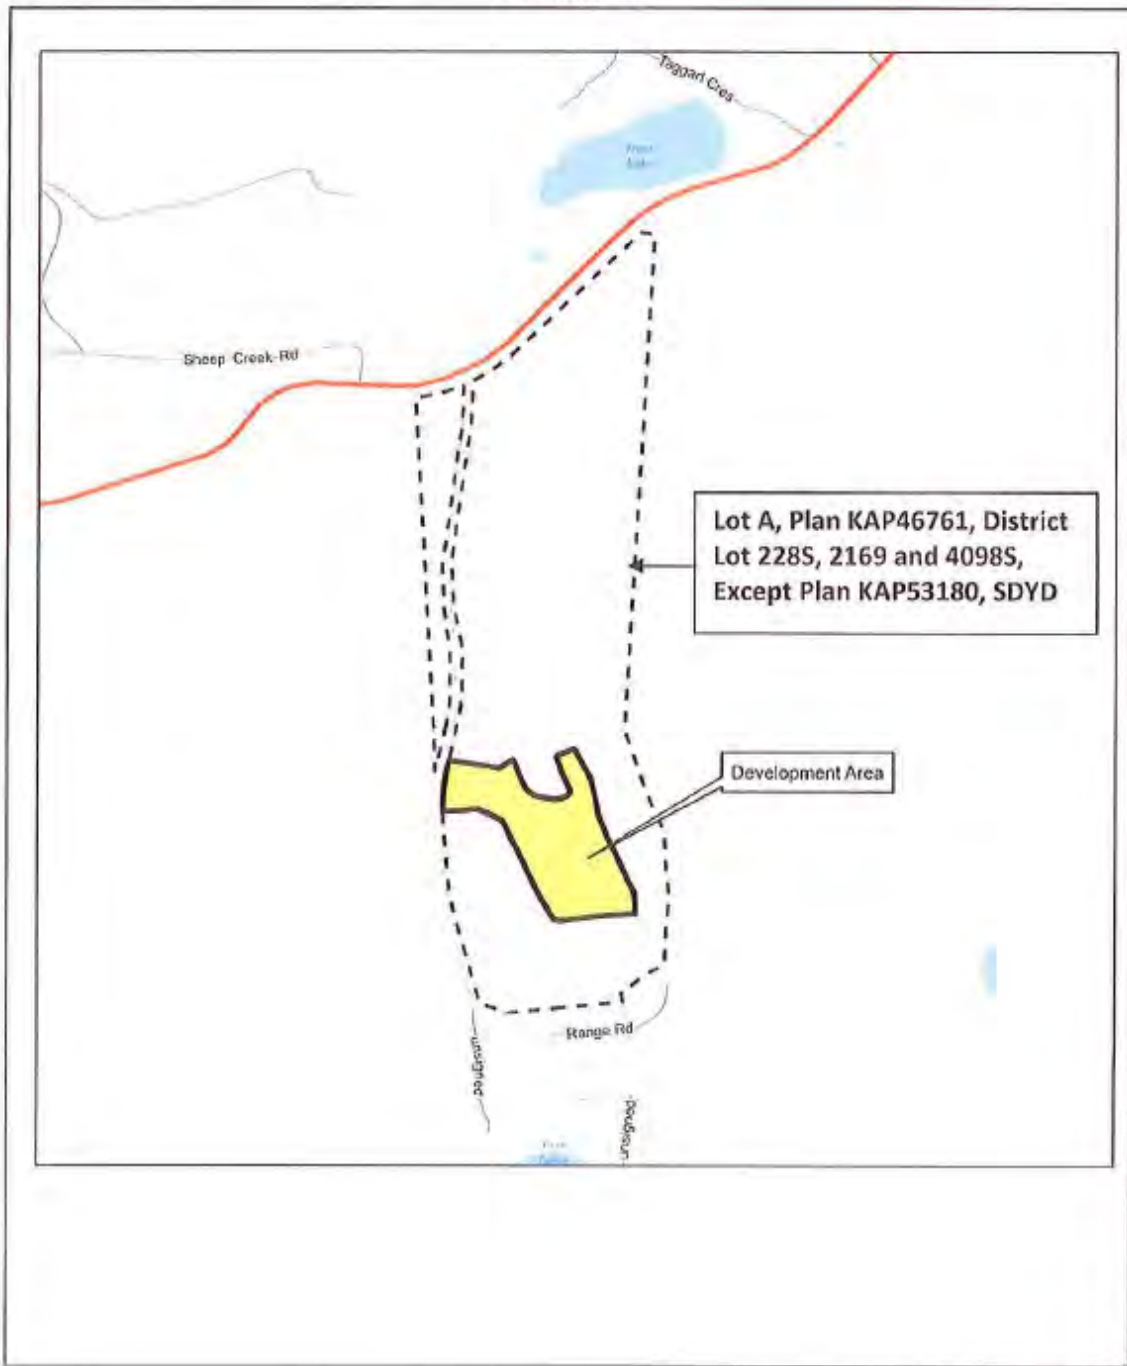 Taggart Cres
Sheep Creek Rd
Lot A, Plan KAP46761, District
Lot 228S, 2169 and 4098S,
Except Plan KAP53180, SDYD
Development Area
Range Rd
unsigned
unsigned